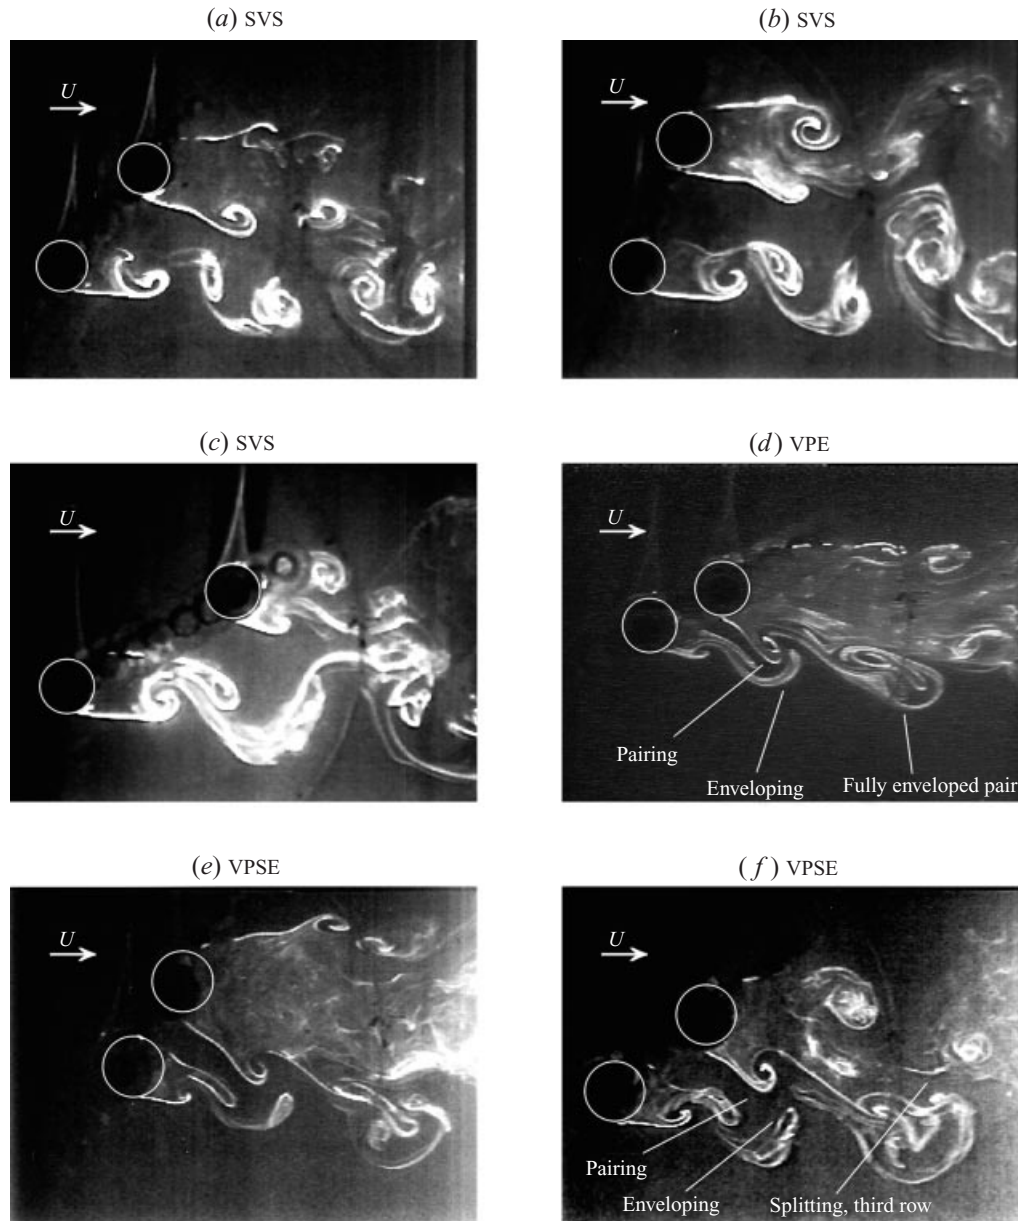 (a) SVS
(b) SVS
U
U
(c) SVS
(d) VPE
U
U
Pairing
Enveloping
Fully enveloped pair
(e) VPSE
(f) VPSE
U
U
Pairing
Enveloping
Splitting, third row